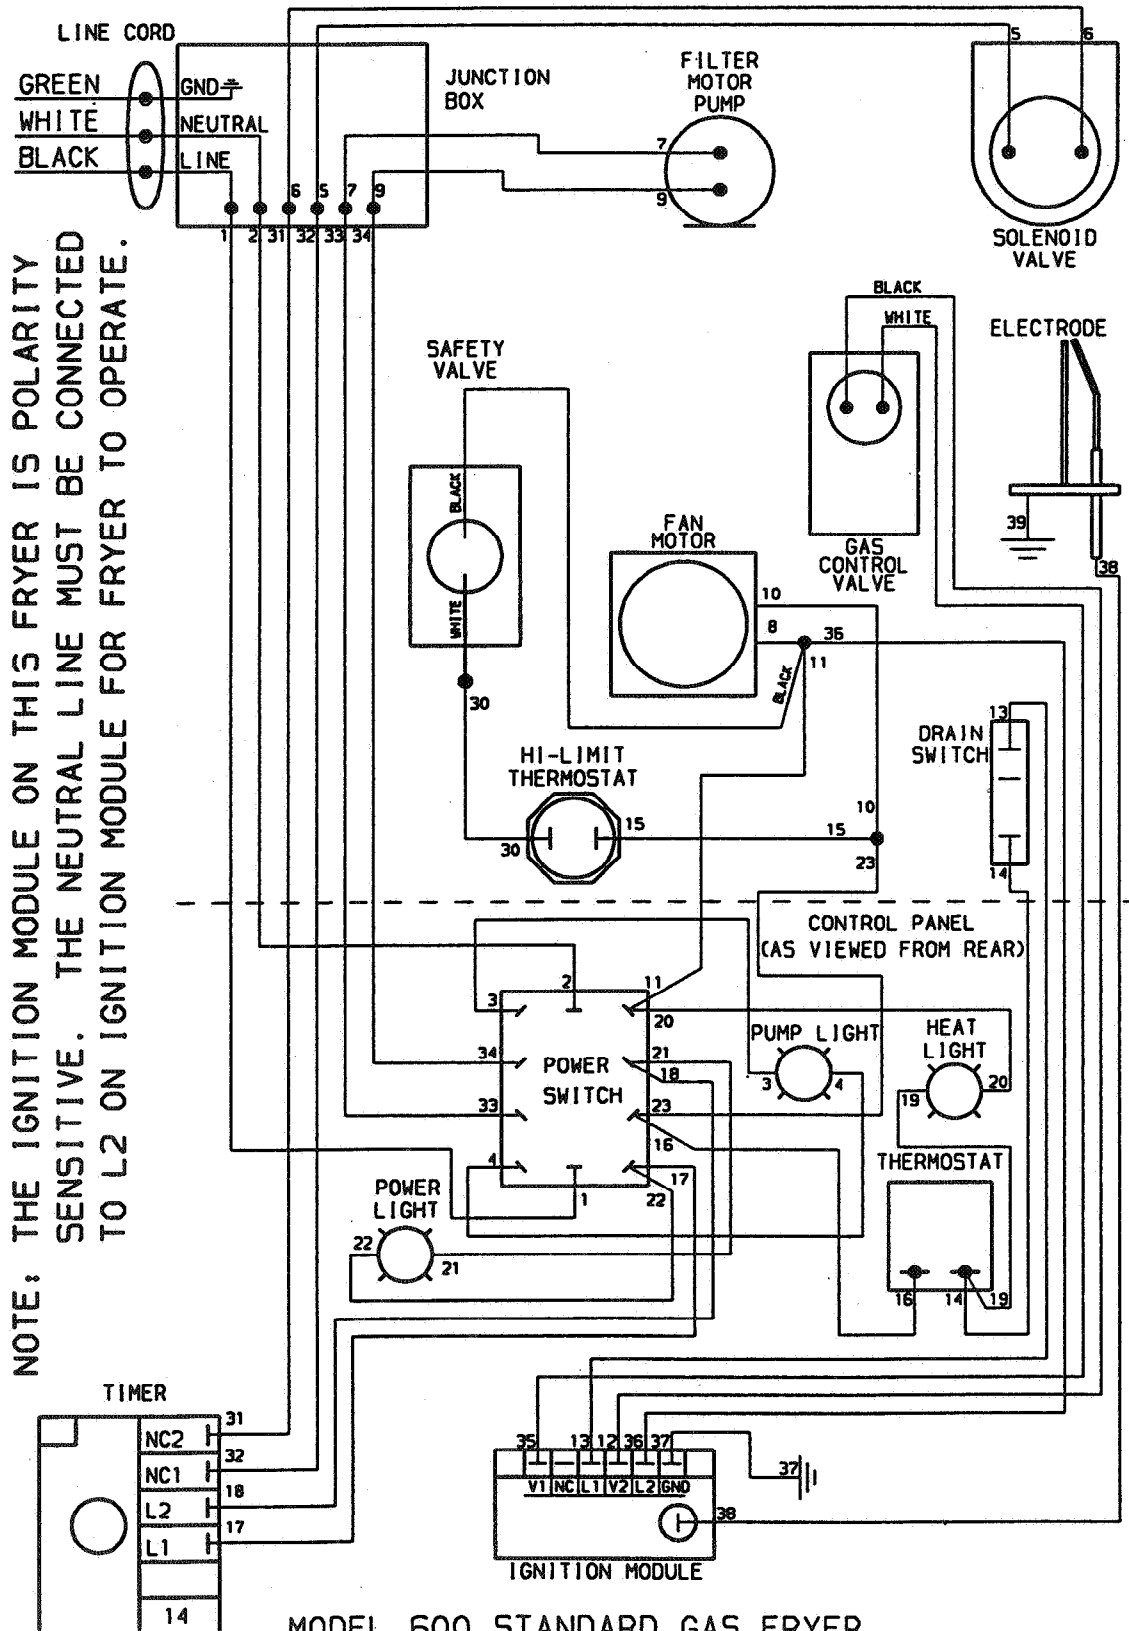 LINE CORD
GREEN
WHITE
BLACK
GND
NEUTRAL
LINE
JUNCTION
BOX
6 5 7 9
1 2 31 32 33 34
FILTER
MOTOR
PUMP
7
9
5 6
SOLENOID
VALVE
NOTE: THE IGNITION MODULE ON THIS FRYER IS POLARITY
SENSITIVE. THE NEUTRAL LINE MUST BE CONNECTED
TO L2 ON IGNITION MODULE FOR FRYER TO OPERATE.
SAFETY
VALVE
BLACK
WHITE
30
BLACK
WHITE
GAS
CONTROL
VALVE
ELECTRODE
39
38
FAN
MOTOR
10
8
36
11
BLACK
HI-LIMIT
THERMOSTAT
30
15
10
15
23
13
DRAIN
SWITCH
14
CONTROL PANEL
(AS VIEWED FROM REAR)
3
2
11
20
34
POWER
SWITCH
21
18
33
23
16
4
1
17
22
PUMP LIGHT
3
4
HEAT
LIGHT
19
20
THERMOSTAT
16
14
19
POWER
LIGHT
22
21
TIMER
NC2
31
NC1
32
L2
18
L1
17
14
35 13 12 36 37
V1 NC L1 V2 L2 GND
37
38
IGNITION MODULE
MODEL 500 STANDARD GAS FRYER